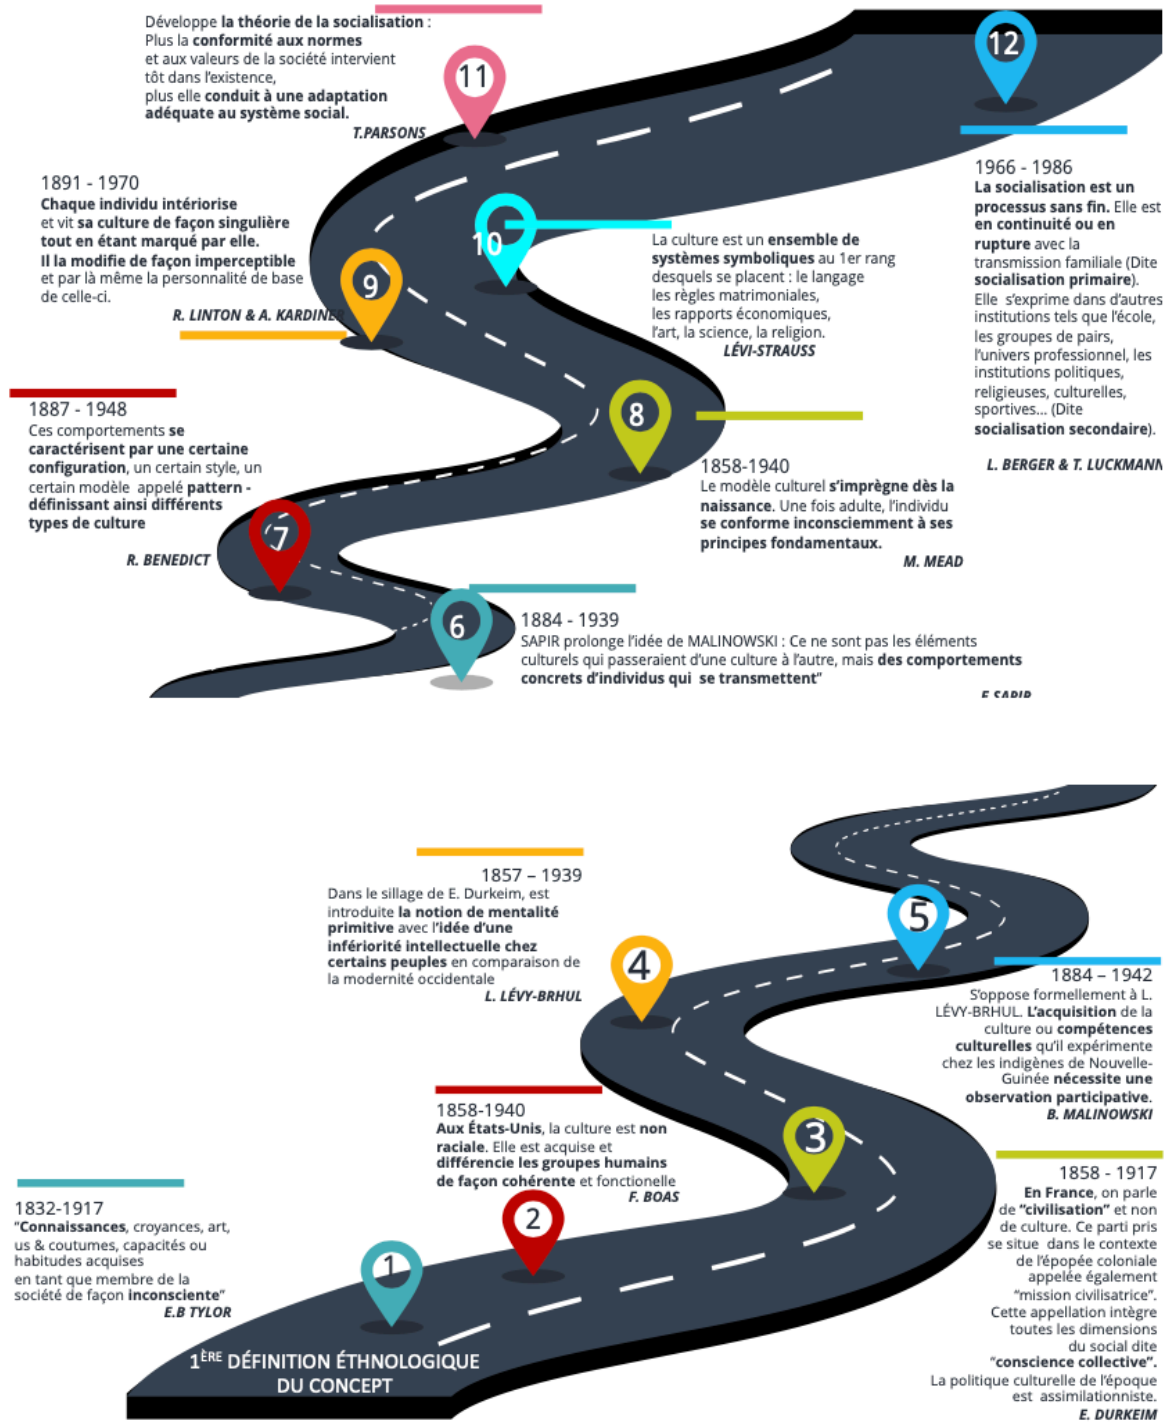 Développe la théorie de la socialisation :
Plus la conformité aux normes
et aux valeurs de la société intervient
tôt dans l'existence,
plus elle conduit à une adaptation
adéquate au système social.
T.PARSONS
11
12
1966 - 1986
La socialisation est un
processus sans fin. Elle est
en continuité ou en
rupture avec la
transmission familiale (Dite
socialisation primaire).
Elle s'exprime dans d'autres
institutions tels que l'école,
les groupes de pairs,
l'univers professionnel, les
institutions politiques,
religieuses, culturelles,
sportives... (Dite
socialisation secondaire).
L. BERGER & T. LUCKMANN
1891 - 1970
Chaque individu intériorise
et vit sa culture de façon singulière
tout en étant marqué par elle.
Il la modifie de façon imperceptible
et par là même la personnalité de base
de celle-ci.
R. LINTON & A. KARDINER
9
10
La culture est un ensemble de
systèmes symboliques au 1er rang
desquels se placent : le langage
les règles matrimoniales,
les rapports économiques,
l'art, la science, la religion.
LÉVI-STRAUSS
1887 - 1948
Ces comportements se
caractérisent par une certaine
configuration, un certain style, un
certain modèle appelé pattern -
définissant ainsi différents
types de culture
R. BENEDICT
7
8
1858-1940
Le modèle culturel s'imprègne dès la
naissance. Une fois adulte, l'individu
se conforme inconsciemment à ses
principes fondamentaux.
M. MEAD
6
1884 - 1939
SAPIR prolonge l'idée de MALINOWSKI : Ce ne sont pas les éléments
culturels qui passeraient d'une culture à l'autre, mais des comportements
concrets d'individus qui se transmettent"
E SAPIR
1857 – 1939
Dans le sillage de E. Durkeim, est
introduite la notion de mentalité
primitive avec l'idée d'une
infériorité intellectuelle chez
certains peuples en comparaison de
la modernité occidentale
L. LÉVY-BRHUL
4
5
1884 – 1942
S'oppose formellement à L.
LÉVY-BRHUL. L'acquisition de la
culture ou compétences
culturelles qu'il expérimente
chez les indigènes de Nouvelle-
Guinée nécessite une
observation participative.
B. MALINOWSKI
1858-1940
Aux États-Unis, la culture est non
raciale. Elle est acquise et
différencie les groupes humains
de façon cohérente et fonctionelle
F. BOAS
2
3
1858 - 1917
En France, on parle
de "civilisation" et non
de culture. Ce parti pris
se situe dans le contexte
de l'épopée coloniale
appelée également
"mission civilisatrice".
Cette appellation intègre
toutes les dimensions
du social dite
"conscience collective".
La politique culturelle de l'époque
est assimilationniste.
E. DURKEIM
1832-1917
"Connaissances, croyances, art,
us & coutumes, capacités ou
habitudes acquises
en tant que membre de la
société de façon inconsciente"
E.B TYLOR
1
1ÈRE DÉFINITION ÉTHNOLOGIQUE
DU CONCEPT